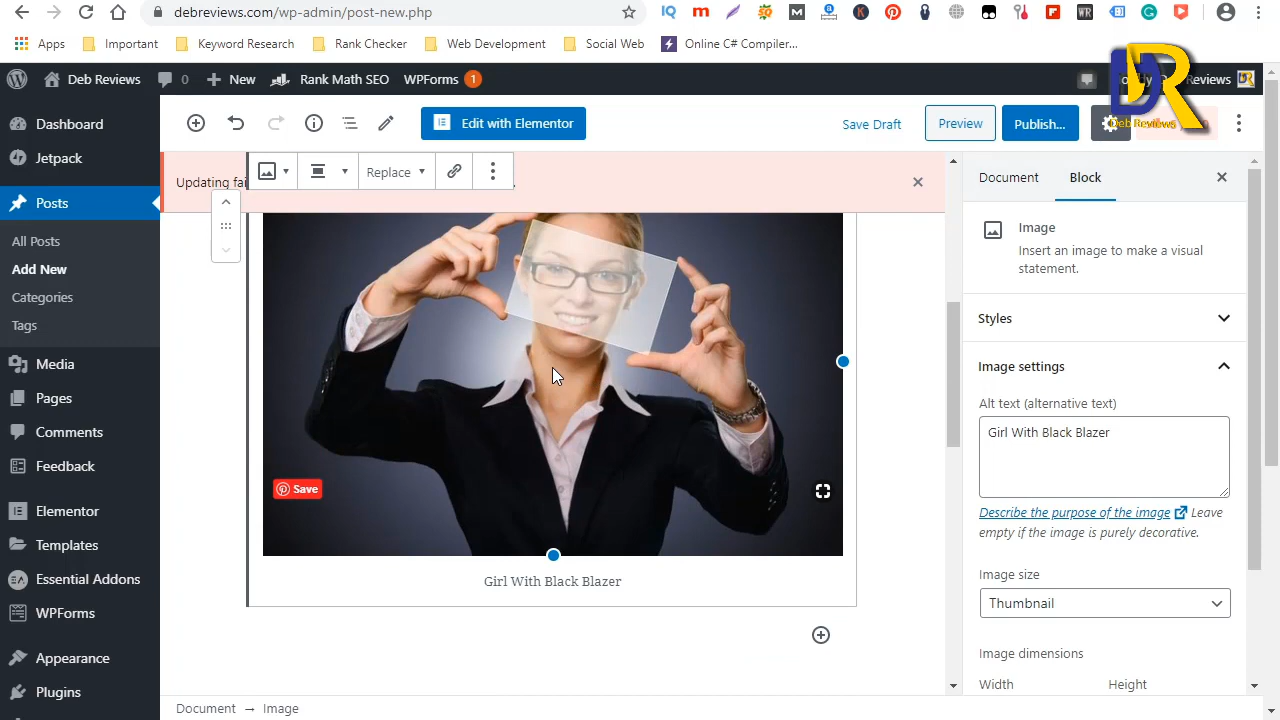 debreviews.com/wp-admin/post-new.php
Apps
Important
Keyword Research
Rank Checker
Web Development
Social Web
Online C# Compiler...
Deb Reviews
0
New
Rank Math SEO
WPForms
1
Reviews
Deb Reviews
Dashboard
Jetpack
Posts
All Posts
Add New
Categories
Tags
Media
Pages
Comments
Feedback
Elementor
Templates
Essential Addons
WPForms
Appearance
Plugins
Edit with Elementor
Save Draft
Preview
Publish...
Updating
Replace
Save
Girl With Black Blazer
Document → Image
Document
Block
Image
Insert an image to make a visual
statement.
Styles
Image settings
Alt text (alternative text)
Girl With Black Blazer
Describe the purpose of the image Leave
empty if the image is purely decorative.
Image size
Thumbnail
Image dimensions
Width Height